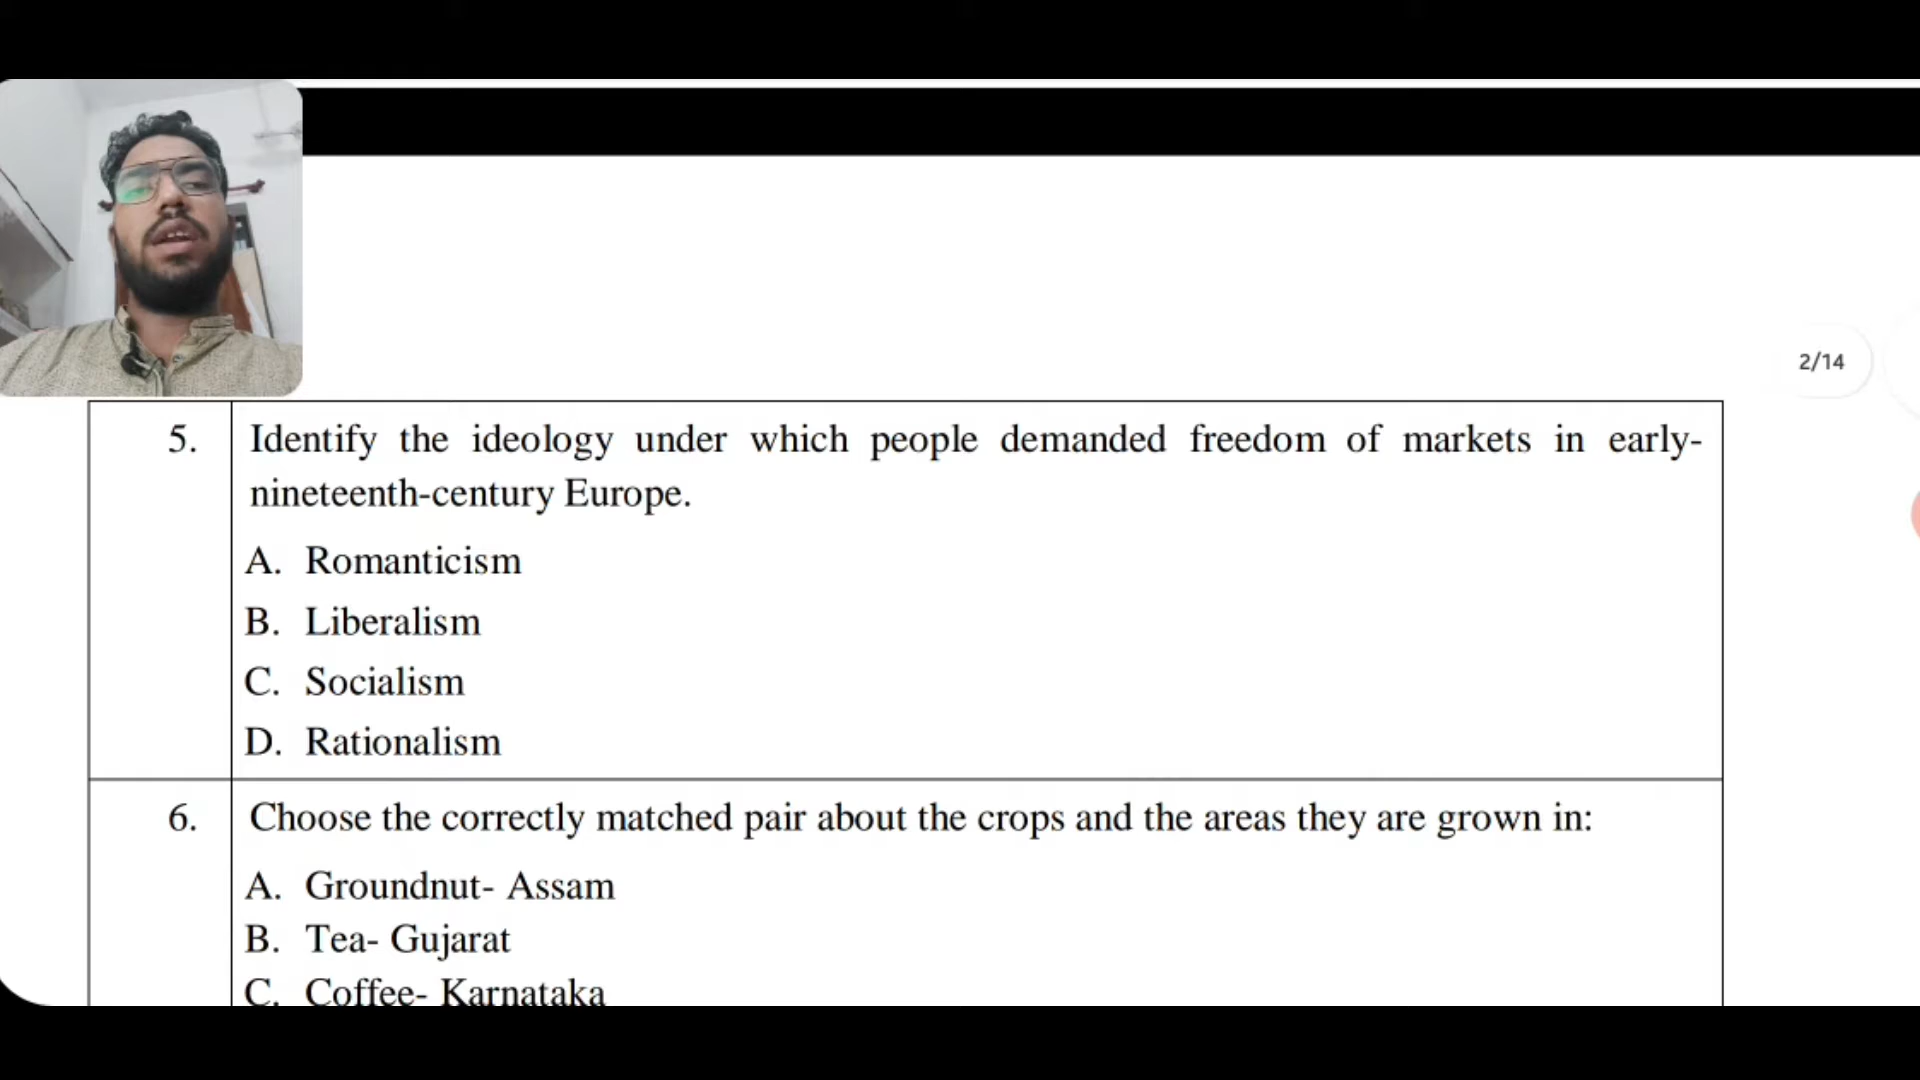 2/14
5. Identify the ideology under which people demanded freedom of markets in early-
nineteenth-century Europe.
A. Romanticism
B. Liberalism
C. Socialism
D. Rationalism
6. Choose the correctly matched pair about the crops and the areas they are grown in:
A. Groundnut- Assam
B. Tea- Gujarat
C. Coffee- Karnataka